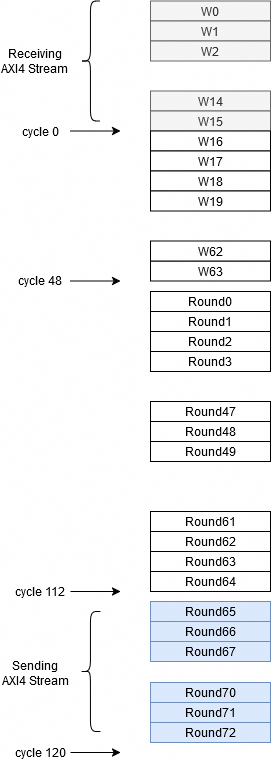 W0
W1
W2
Receiving
AXI4 Stream
W14
W15
cycle 0
W16
W17
W18
W19
W62
W63
cycle 48
Round0
Round1
Round2
Round3
Round47
Round48
Round49
Round61
Round62
Round63
Round64
cycle 112
Round65
Round66
Round67
Sending
AXI4 Stream
Round70
Round71
Round72
cycle 120